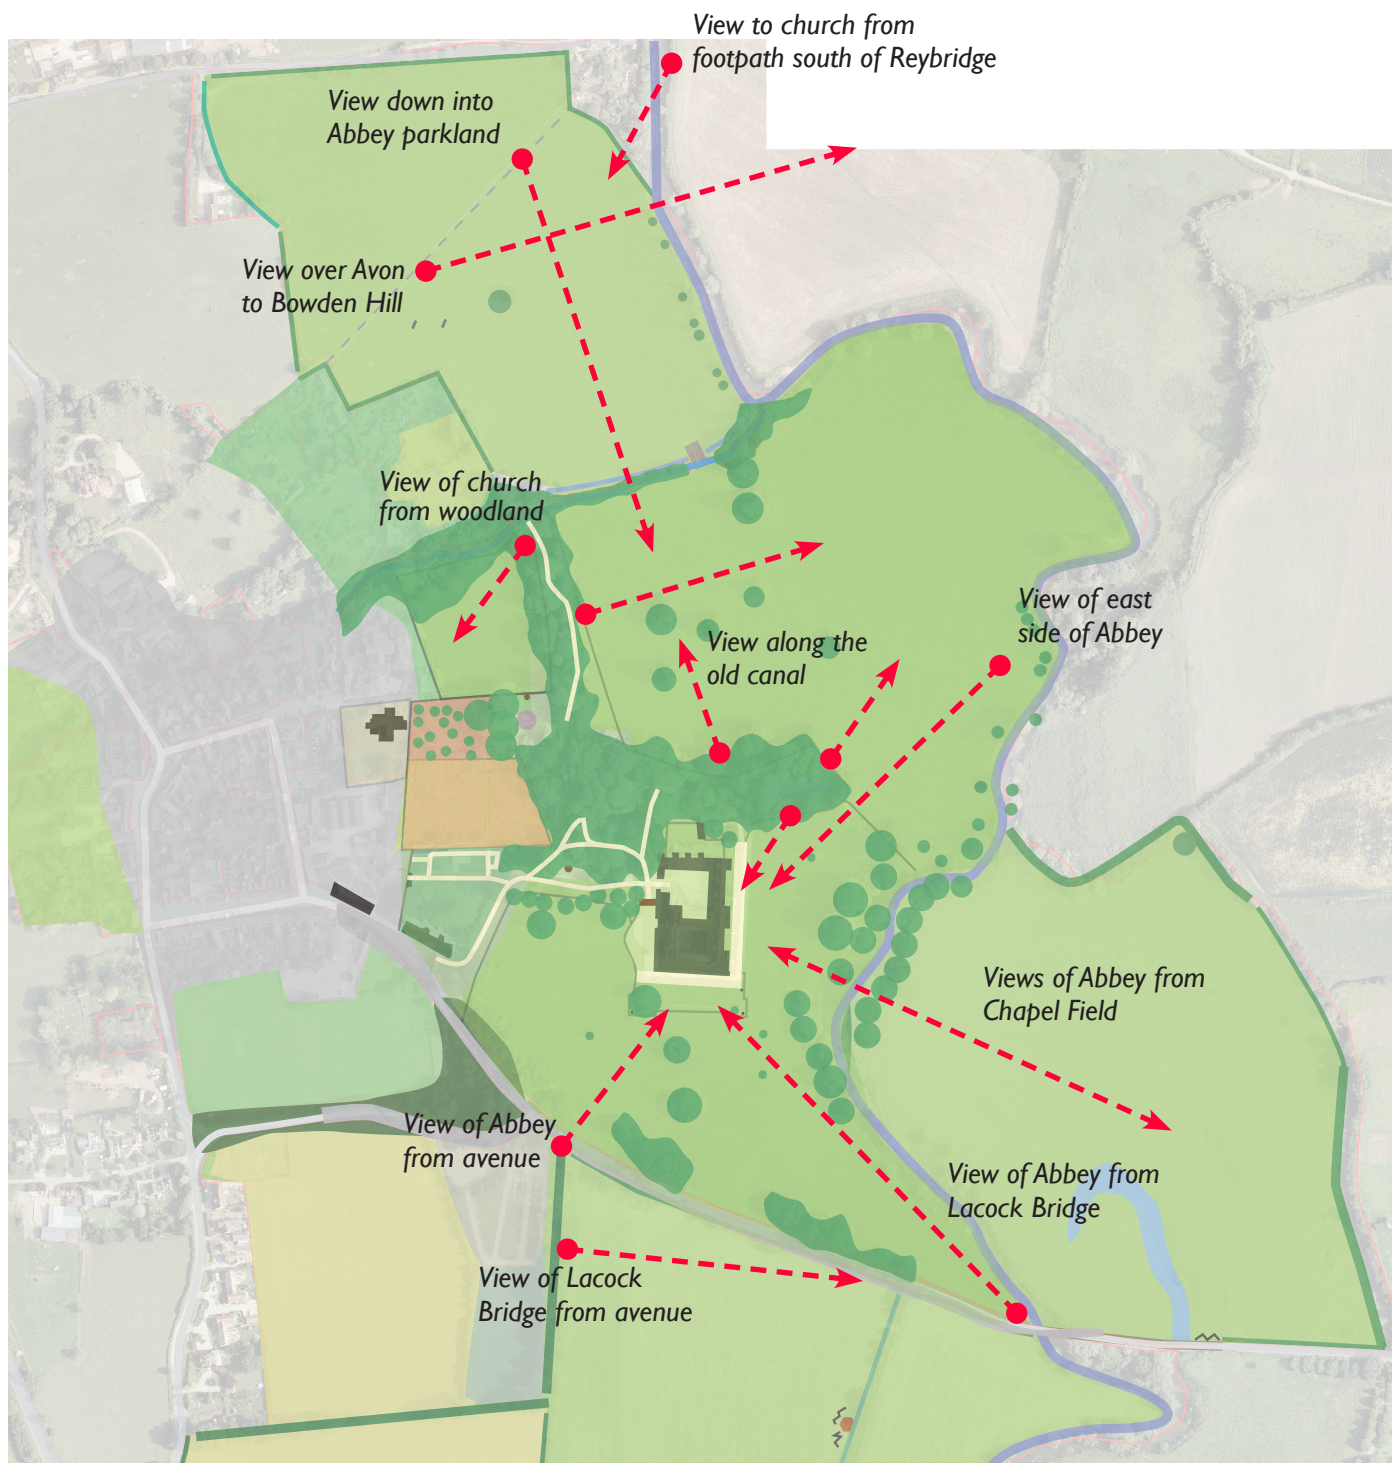 View to church from
footpath south of Reybridge
View down into
Abbey parkland
View over Avon
to Bowden Hill
View of church
from woodland
View of east
side of Abbey
View along the
old canal
Views of Abbey from
Chapel Field
View of Abbey
from avenue
View of Abbey from
Lacock Bridge
View of Lacock
Bridge from avenue